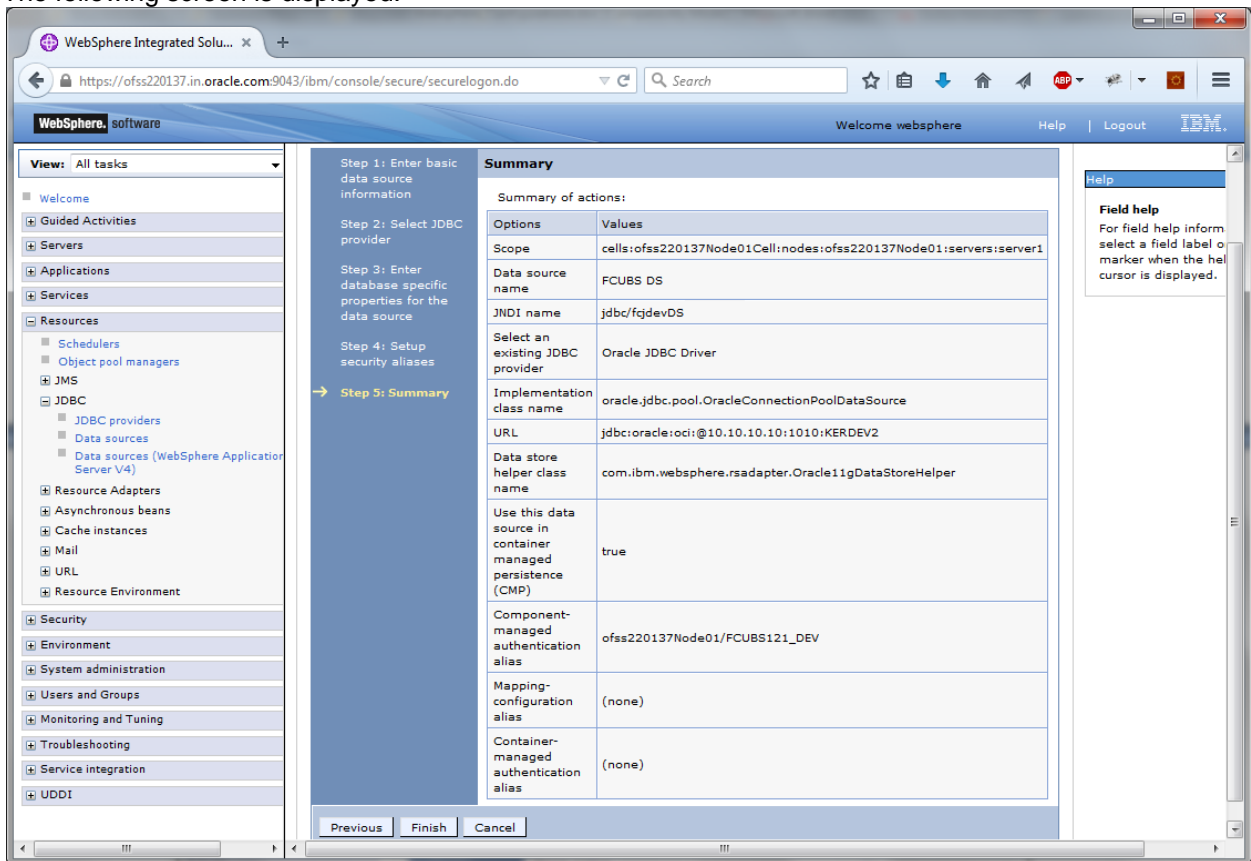 The following screen is displayed:
WebSphere Integrated Solu... ×
+
https://ofss220137.in.oracle.com:9043/ibm/console/secure/securelogon.do
Search
ABP
WebSphere. software
Welcome websphere
Help | Logout
IBM.
View: All tasks
Welcome
Guided Activities
Servers
Applications
Services
Resources
Schedulers
Object pool managers
JMS
JDBC
JDBC providers
Data sources
Data sources (WebSphere Application
Server V4)
Resource Adapters
Asynchronous beans
Cache instances
Mail
URL
Resource Environment
Security
Environment
System administration
Users and Groups
Monitoring and Tuning
Troubleshooting
Service integration
UDDI
Step 1: Enter basic
data source
information
Step 2: Select JDBC
provider
Step 3: Enter
database specific
properties for the
data source
Step 4: Setup
security aliases
Step 5: Summary
Summary
Summary of actions:
Options Values
Scope cells:ofss220137Node01Cell:nodes:ofss220137Node01:servers:server1
Data source
name
FCUBS DS
JNDI name jdbc/fcjdevDS
Select an
existing JDBC
provider
Oracle JDBC Driver
Implementation
class name
oracle.jdbc.pool.OracleConnectionPoolDataSource
URL jdbc:oracle:oci:@10.10.10.10:1010:KERDEV2
Data store
helper class
name
com.ibm.websphere.rsadapter.Oracle11gDataStoreHelper
Use this data
source in
container
managed
persistence
(CMP)
true
Component-
managed
authentication
alias
ofss220137Node01/FCUBS121_DEV
Mapping-
configuration
alias
(none)
Container-
managed
authentication
alias
(none)
Previous Finish Cancel
Help
Field help
For field help inform
select a field label o
marker when the hel
cursor is displayed.